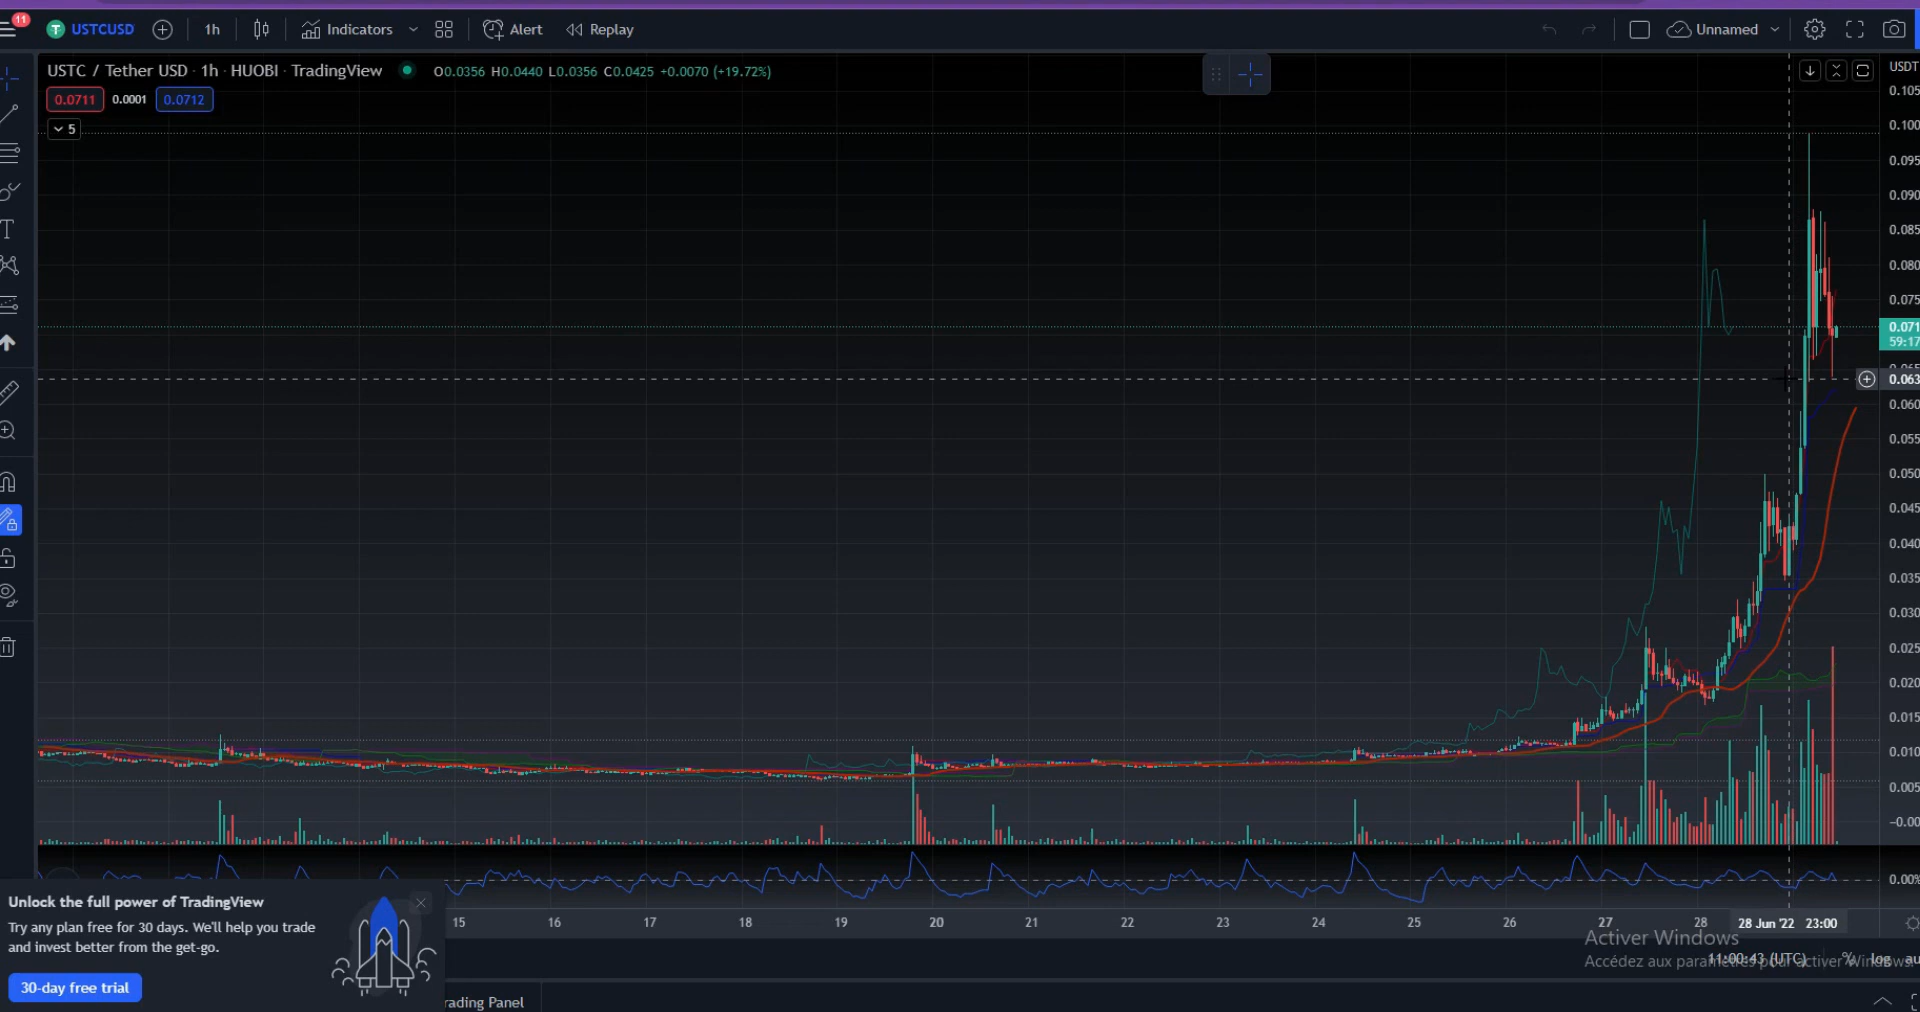 11
USTCUSD
1h
Indicators
Alert
Replay
Unnamed
USTC / Tether USD · 1h · HUOBI · TradingView
O0.0356 H0.0440 L0.0356 C0.0425 +0.0070 (+19.72%)
0.0711
0.0001
0.0712
5
USDT
0.105
0.100
0.095
0.090
0.085
0.080
0.075
0.071
59:17
0.063
0.060
0.055
0.050
0.045
0.040
0.035
0.030
0.025
0.020
0.015
0.010
0.005
−0.00
0.00%
15
16
17
18
19
20
21
22
23
24
25
26
27
28
28 Jun '22 23:00
Unlock the full power of TradingView
Try any plan free for 30 days. We'll help you trade
and invest better from the get-go.
30-day free trial
rading Panel
Activer Windows
Accédez aux paramètres pour activer Windows.
11:00:43 (UTC)
%
log
au